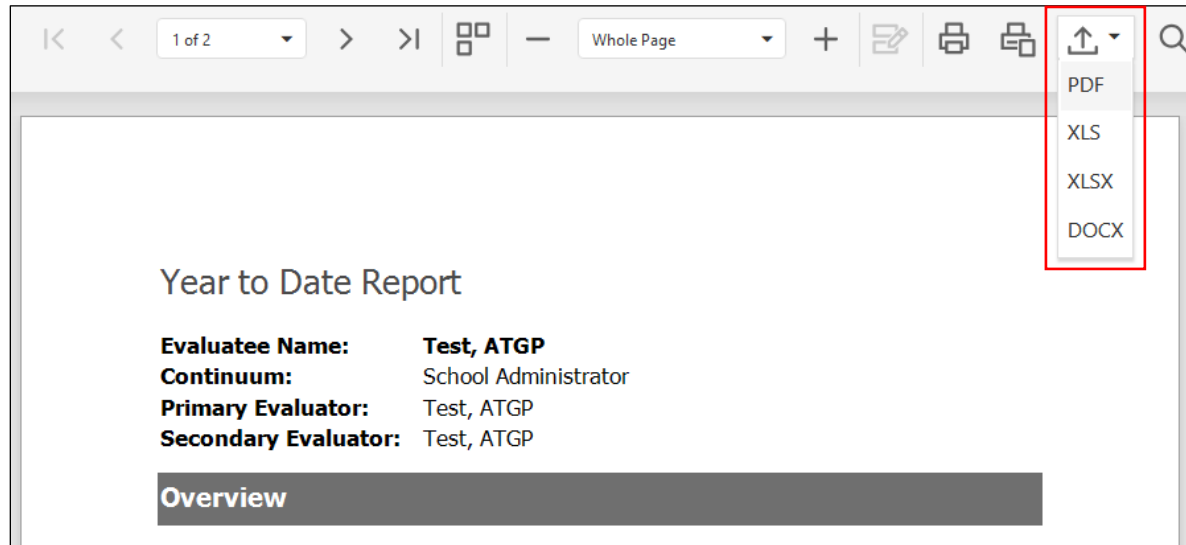 1 of 2
Whole Page
PDF
XLS
XLSX
DOCX
Year to Date Report
Evaluatee Name: Test, ATGP
Continuum: School Administrator
Primary Evaluator: Test, ATGP
Secondary Evaluator: Test, ATGP
Overview